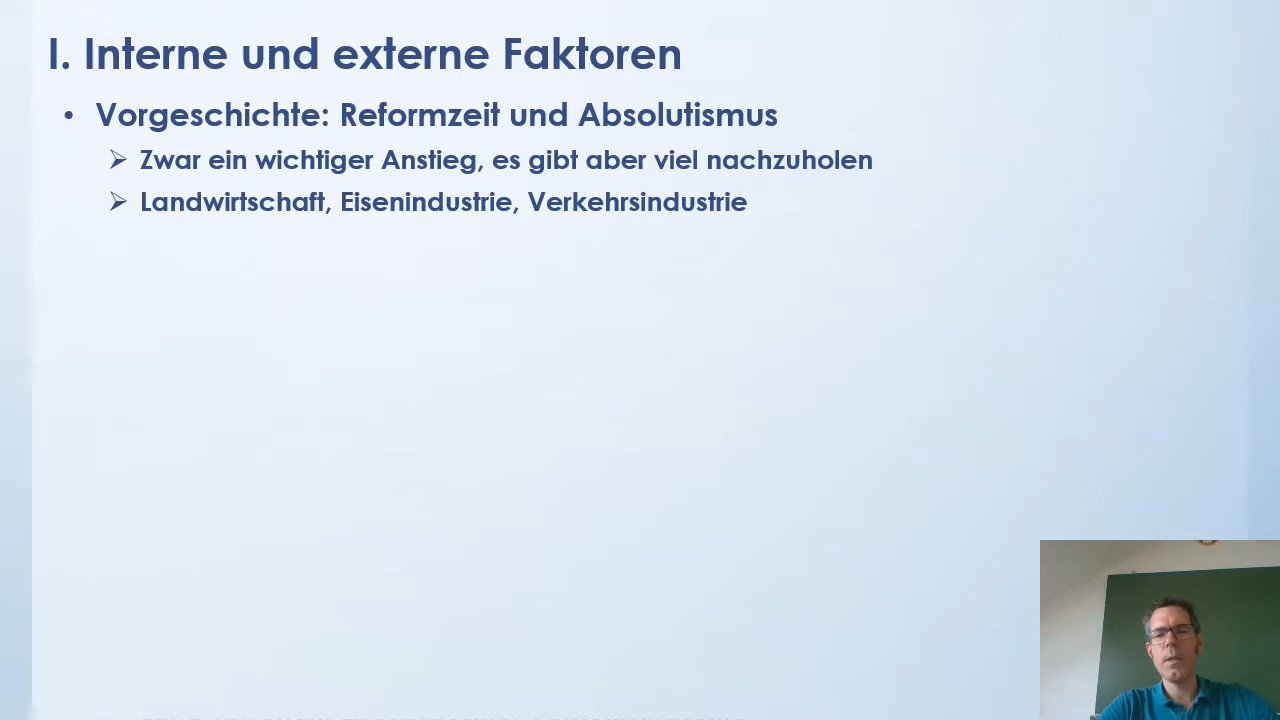 I. Interne und externe Faktoren
• Vorgeschichte: Reformzeit und Absolutismus
➢ Zwar ein wichtiger Anstieg, es gibt aber viel nachzuholen
➢ Landwirtschaft, Eisenindustrie, Verkehrsindustrie